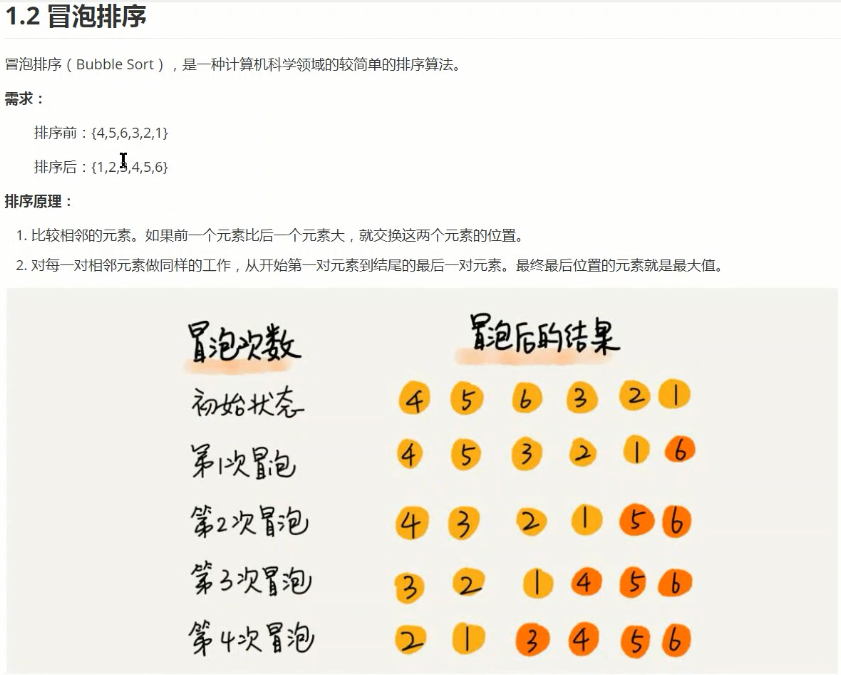 1.2 冒泡排序
冒泡排序（Bubble Sort），是一种计算机科学领域的较简单的排序算法。
需求：
排序前：{4,5,6,3,2,1}
排序后：{1,2,3,4,5,6}
排序原理：
1. 比较相邻的元素。如果前一个元素比后一个元素大，就交换这两个元素的位置。
2. 对每一对相邻元素做同样的工作，从开始第一对元素到结尾的最后一对元素。最终最后位置的元素就是最大值。
冒泡次数 冒泡后的结果
初始状态 4 5 6 3 2 1
第1次冒泡 4 5 3 2 1 6
第2次冒泡 4 3 2 1 5 6
第3次冒泡 3 2 1 4 5 6
第4次冒泡 2 1 3 4 5 6